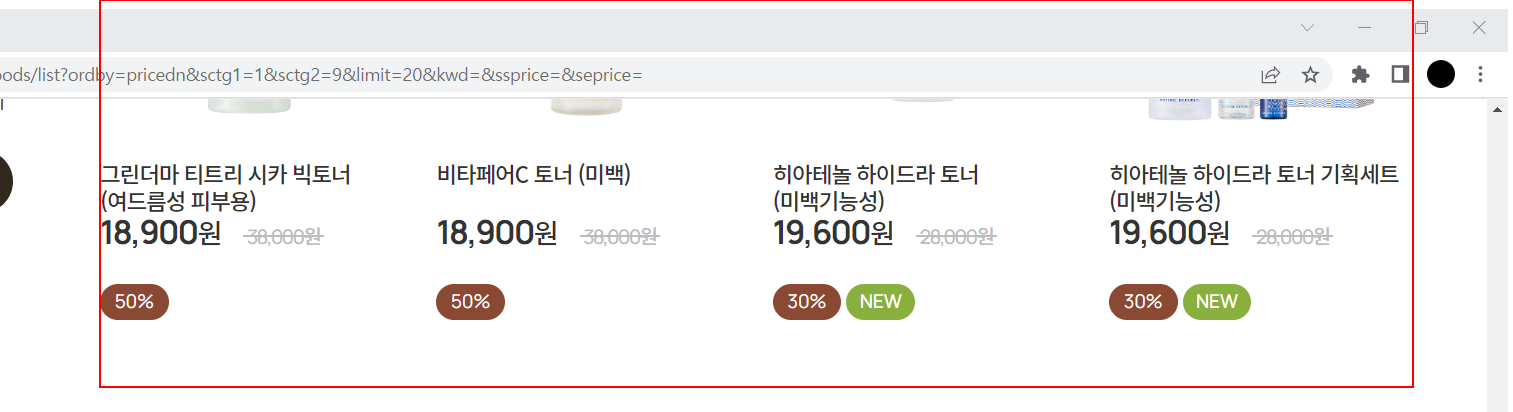 oods/list?ordby=pricedn&sctg1=1&sctg2=9&limit=20&kwd=&ssprice=&seprice=
NATURE REPUBLIC
그린더마 티트리 시카 빅토너
(여드름성 피부용)
18,900원 38,000원
50%
비타페어C 토너 (미백)
18,900원 38,000원
50%
히아테놀 하이드라 토너
(미백기능성)
19,600원 28,000원
30% NEW
히아테놀 하이드라 토너 기획세트
(미백기능성)
19,600원 28,000원
30% NEW